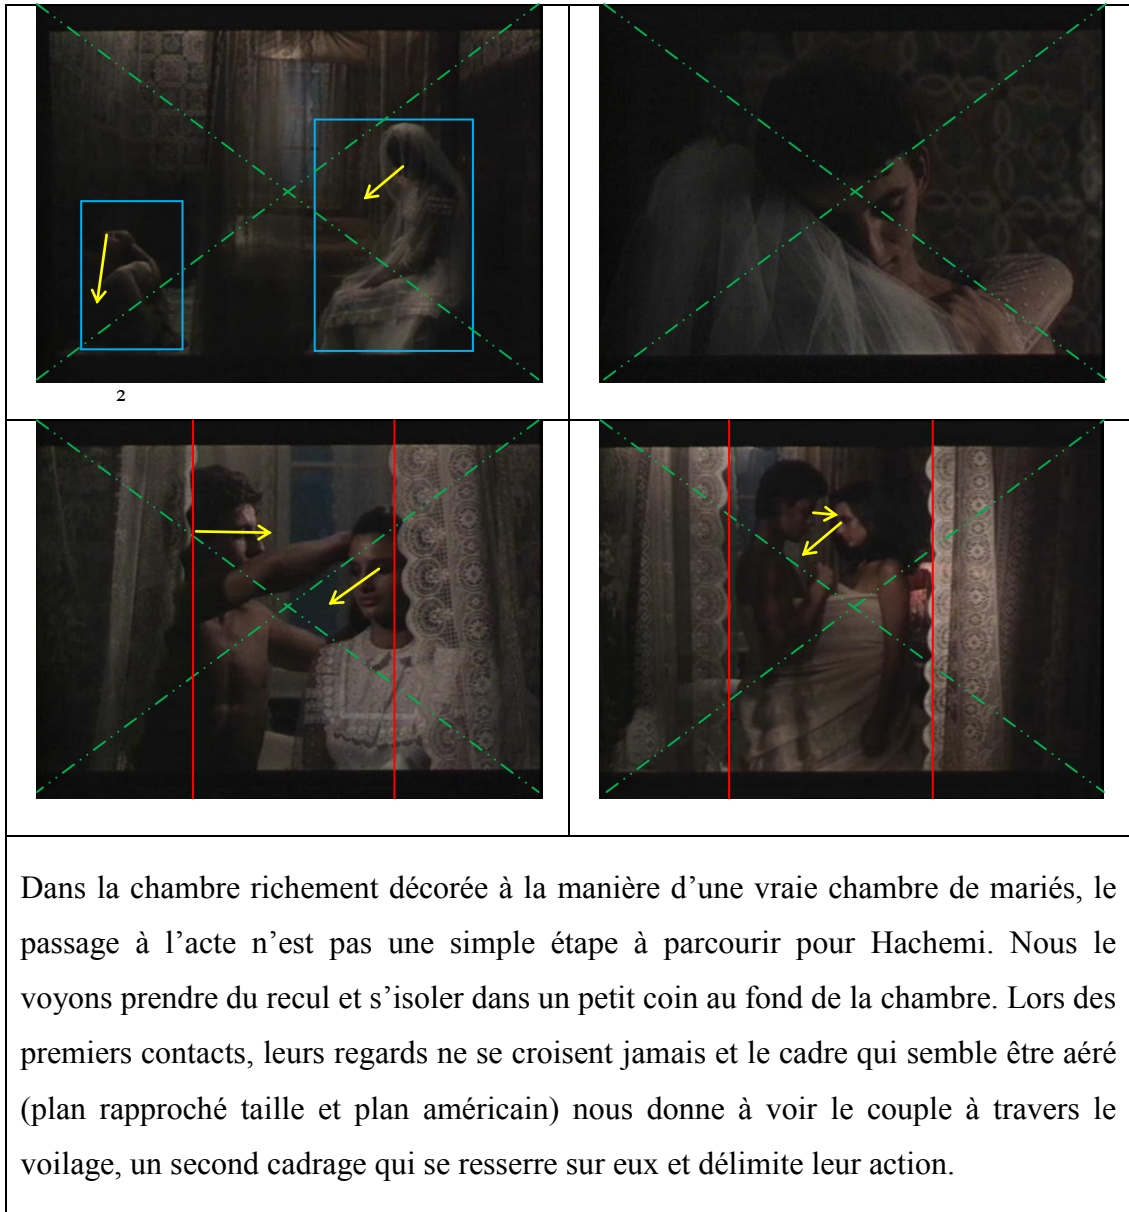 2
Dans la chambre richement décorée à la manière d’une vraie chambre de mariés, le
passage à l’acte n’est pas une simple étape à parcourir pour Hachemi. Nous le
voyons prendre du recul et s’isoler dans un petit coin au fond de la chambre. Lors des
premiers contacts, leurs regards ne se croisent jamais et le cadre qui semble être aéré
(plan rapproché taille et plan américain) nous donne à voir le couple à travers le
voilage, un second cadrage qui se resserre sur eux et délimite leur action.